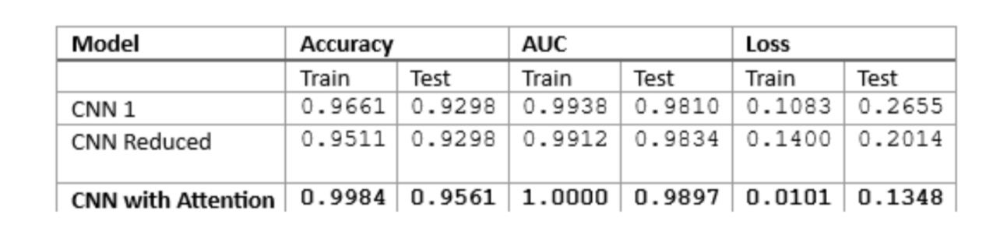 Model Accuracy AUC Loss
Train Test Train Test Train Test
CNN 1 0.9661 0.9298 0.9938 0.9810 0.1083 0.2655
CNN Reduced 0.9511 0.9298 0.9912 0.9834 0.1400 0.2014
CNN with Attention 0.9984 0.9561 1.0000 0.9897 0.0101 0.1348